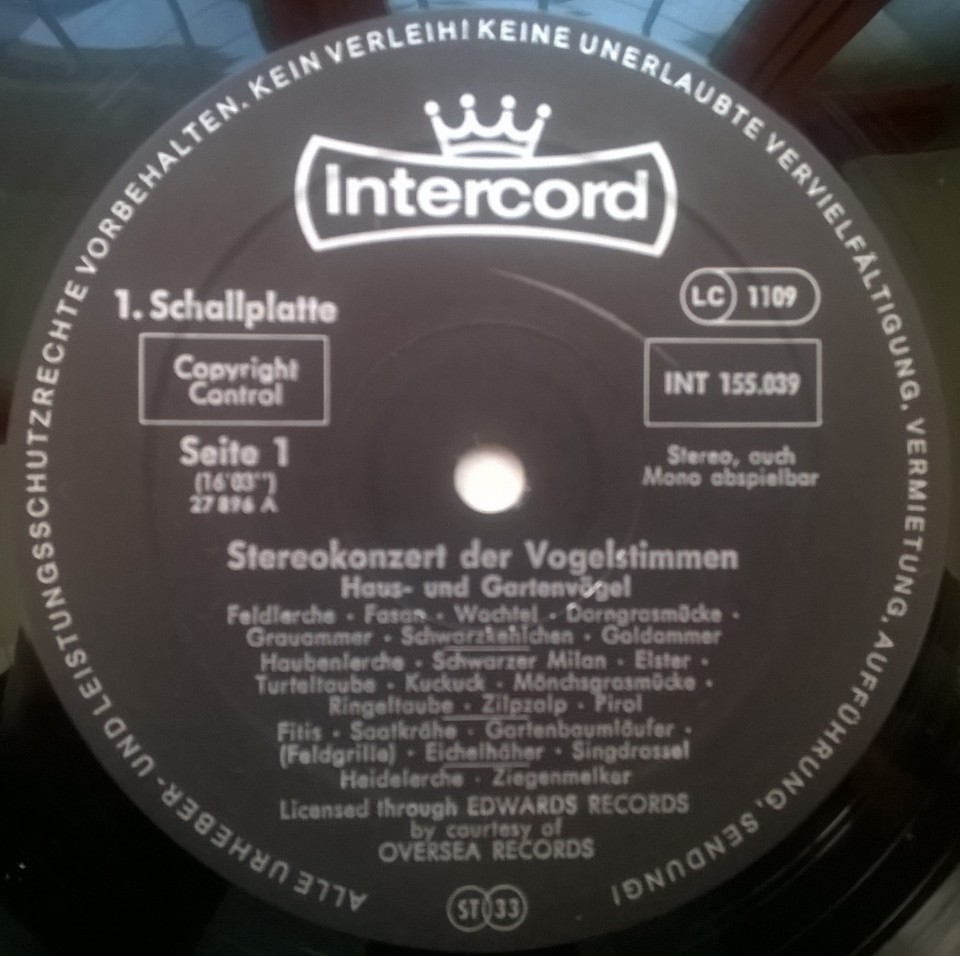 ALLE URHEBER- UND LEISTUNGSSCHUTZRECHTE VORBEHALTEN. KEIN VERLEIH! KEINE UNERLAUBTE VERVIELFÄLTIGUNG, VERMIETUNG, AUFFÜHRUNG, SENDUNG!
Intercord
1. Schallplatte
LC 1109
Copyright
Control
INT 155.039
Seite 1
(16'03'')
27 896 A
Stereo, auch
Mono abspielbar
Stereokonzert der Vogelstimmen
Haus- und Gartenvögel
Feldlerche · Fasan · Wachtel · Dorngrasmücke ·
Grauammer · Schwarzkehlchen · Goldammer
Haubenlerche · Schwarzer Milan · Elster ·
Turteltaube · Kuckuck · Mönchsgrasmücke ·
Ringeltaube · Zilpzalp · Pirol
Fitis · Saatkrähe · Gartenbaumläufer ·
(Feldgrille) · Eichelhäher · Singdrossel
Heidelerche · Ziegenmelker
Licensed through EDWARDS RECORDS
by courtesy of
OVERSEA RECORDS
ST 33